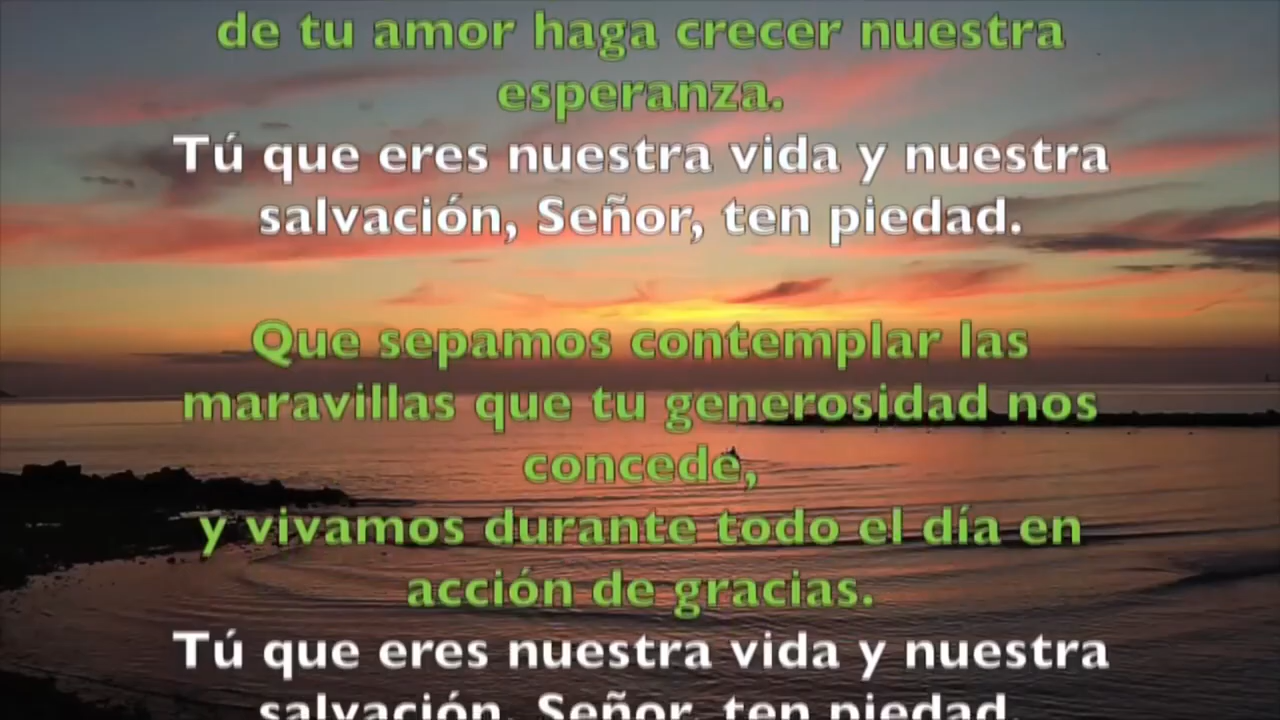 de tu amor haga crecer nuestra
esperanza.
Tú que eres nuestra vida y nuestra
salvación, Señor, ten piedad.
Que sepamos contemplar las
maravillas que tu generosidad nos
concede,
y vivamos durante todo el día en
acción de gracias.
Tú que eres nuestra vida y nuestra
salvación, Señor, ten piedad.